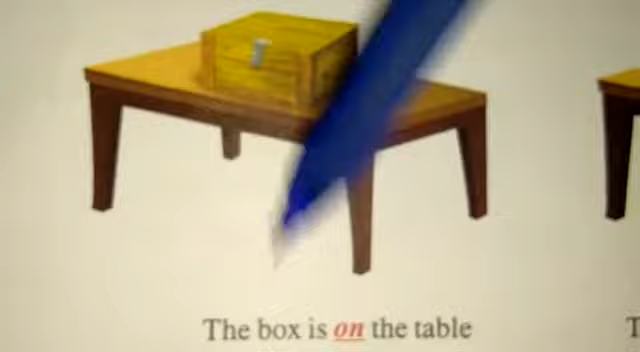 The box is on the table
T